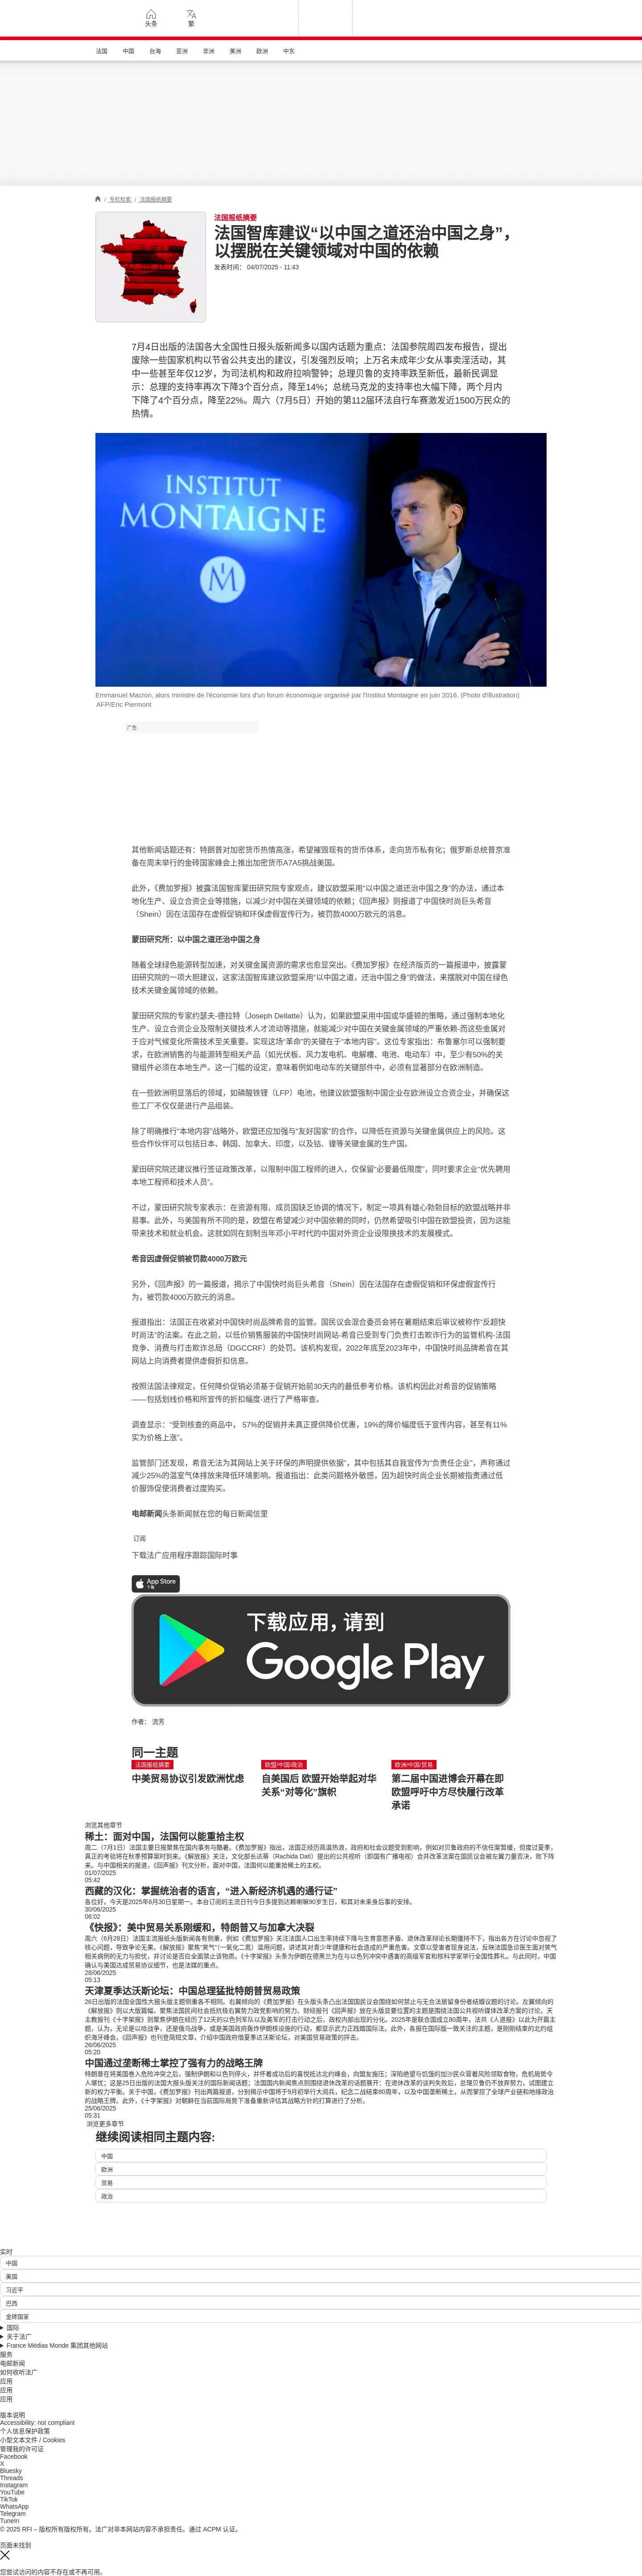 头条
繁
法国
中国
台海
亚洲
非洲
美洲
欧洲
中东
/ 专栏检索 / 法国报纸摘要
法国报纸摘要
法国智库建议“以中国之道还治中国之身”，
以摆脱在关键领域对中国的依赖
发表时间： 04/07/2025 - 11:43
7月4日出版的法国各大全国性日报头版新闻多以国内话题为重点：法国参院周四发布报告，提出
废除一些国家机构以节省公共支出的建议，引发强烈反响；上万名未成年少女从事卖淫活动，其
中一些甚至年仅12岁，为司法机构和政府拉响警钟；总理贝鲁的支持率跌至新低，最新民调显
示：总理的支持率再次下降3个百分点，降至14%；总统马克龙的支持率也大幅下降，两个月内
下降了4个百分点，降至22%。周六（7月5日）开始的第112届环法自行车赛激发近1500万民众的
热情。
INSTITUT
MONTAIGNE
M
Emmanuel Macron, alors ministre de l'économie lors d'un forum économique organisé par l'Institut Montaigne en juin 2016. (Photo d'illustration)
AFP/Eric Piermont
广告
其他新闻话题还有：特朗普对加密货币热情高涨，希望摧毁现有的货币体系，走向货币私有化；俄罗斯总统普京准
备在周末举行的金砖国家峰会上推出加密货币A7A5挑战美国。
此外，《费加罗报》披露法国智库蒙田研究院专家观点，建议欧盟采用“以中国之道还治中国之身”的办法，通过本
地化生产、设立合资企业等措施，以减少对中国在关键领域的依赖；《回声报》则报道了中国快时尚巨头希音
（Shein）因在法国存在虚假促销和环保虚假宣传行为，被罚款4000万欧元的消息。
蒙田研究所：以中国之道还治中国之身
随着全球绿色能源转型加速，对关键金属资源的需求也愈显突出。《费加罗报》在经济版页的一篇报道中，披露蒙
田研究院的一项大胆建议，这家法国智库建议欧盟采用“以中国之道，还治中国之身”的做法，来摆脱对中国在绿色
技术关键金属领域的依赖。
蒙田研究院的专家约瑟夫-德拉特（Joseph Dellatte）认为，如果欧盟采用中国或华盛顿的策略，通过强制本地化
生产、设立合资企业及限制关键技术人才流动等措施，就能减少对中国在关键金属领域的严重依赖-而这些金属对
于应对气候变化所需技术至关重要。实现这场“革命”的关键在于“本地内容”。这位专家指出：布鲁塞尔可以强制要
求，在欧洲销售的与能源转型相关产品（如光伏板、风力发电机、电解槽、电池、电动车）中，至少有50%的关
键组件必须在本地生产。这一门槛的设定，意味着例如电动车的关键部件中，必须有显著部分在欧洲制造。
在一些欧洲明显落后的领域，如磷酸铁锂（LFP）电池，他建议欧盟强制中国企业在欧洲设立合资企业，并确保这
些工厂不仅仅是进行产品组装。
除了明确推行“本地内容”战略外，欧盟还应加强与“友好国家”的合作，以降低在资源与关键金属供应上的风险。这
些合作伙伴可以包括日本、韩国、加拿大、印度，以及钴、镍等关键金属的生产国。
蒙田研究院还建议推行签证政策改革，以限制中国工程师的进入，仅保留“必要最低限度”，同时要求企业“优先聘用
本地工程师和技术人员”。
不过，蒙田研究院专家表示：在资源有限、成员国缺乏协调的情况下，制定一项具有雄心勃勃目标的欧盟战略并非
易事。此外，与美国有所不同的是，欧盟在希望减少对中国依赖的同时，仍然希望吸引中国在欧盟投资，因为这能
带来技术和就业机会。这就如同在刻制当年邓小平时代的中国对外资企业设限换技术的发展模式。
希音因虚假促销被罚款4000万欧元
另外，《回声报》的一篇报道，揭示了中国快时尚巨头希音（Shein）因在法国存在虚假促销和环保虚假宣传行
为，被罚款4000万欧元的消息。
报道指出：法国正在收紧对中国快时尚品牌希音的监管。国民议会混合委员会将在暑期结束后审议被称作“反超快
时尚法”的法案。在此之前，以低价销售服装的中国快时尚网站-希音已受到专门负责打击欺诈行为的监管机构-法国
竞争、消费与打击欺诈总局（DGCCRF）的处罚。该机构发现，2022年底至2023年中，中国快时尚品牌希音在其
网站上向消费者提供虚假折扣信息。
按照法国法律规定，任何降价促销必须基于促销开始前30天内的最低参考价格。该机构因此对希音的促销策略
——包括划线价格和所宣传的折扣幅度-进行了严格审查。
调查显示：“受到核查的商品中， 57%的促销并未真正提供降价优惠，19%的降价幅度低于宣传内容，甚至有11%
实为价格上涨”。
监管部门还发现，希音无法为其网站上关于环保的声明提供依据”，其中包括其自我宣传为“负责任企业”，声称通过
减少25%的温室气体排放来降低环境影响。报道指出：此类问题格外敏感，因为超快时尚企业长期被指责通过低
价服饰促使消费者过度购买。
电邮新闻头条新闻就在您的每日新闻信里
订阅
下载法广应用程序跟踪国际时事
App Store
下载
下载应用，请到
Google Play
作者： 流芳
同一主题
法国报纸摘要
中美贸易协议引发欧洲忧虑
欧盟/中国/政治
自美国后 欧盟开始举起对华
关系“对等化”旗帜
欧洲/中国/贸易
第二届中国进博会开幕在即
欧盟呼吁中方尽快履行改革
承诺
浏览其他章节
稀土：面对中国，法国何以能重拾主权
周二（7月1日）法国主要日报聚焦在国内事务与酷暑。《费加罗报》指出，法国正经历高温热浪，政府和社会议题受到影响，例如对贝鲁政府的不信任案暂缓，但度过夏季，
真正的考验将在秋季预算案时到来。《解放报》关注，文化部长达蒂（Rachida Dati）提出的公共视听（即国有广播电视）合并改革法案在国民议会被左翼力量否决，败下阵
来。与中国相关的报道，《回声报》刊文分析，面对中国，法国何以能重拾稀土的主权。
01/07/2025
05:42
西藏的汉化：掌握统治者的语言，“进入新经济机遇的通行证”
各位好，今天是2025年6月30日星期一。本台订阅的主流日刊今日多提到达赖喇嘛90岁生日，和其对未来身后事的安排。
30/06/2025
06:02
《快报》：美中贸易关系刚缓和，特朗普又与加拿大决裂
周六（6月28日）法国主流报纸头版新闻各有侧重，例如《费加罗报》关注法国人口出生率持续下降与生育意愿矛盾、退休改革辩论长期僵持不下，指出各方在讨论中忽视了
核心问题，导致争论无果。《解放报》聚焦“笑气”（一氧化二氮）滥用问题，讲述其对青少年健康和社会造成的严重危害。文章以受害者现身说法，反映法国急诊医生面对笑气
相关病例的无力与担忧，并讨论是否应全面禁止该物质。《十字架报》头条为伊朗在德黑兰为在与以色列冲突中遇害的高级军官和核科学家举行全国性葬礼。与此同时，中国
确认与美国达成贸易协议细节，也是法媒的重点。
28/06/2025
05:13
天津夏季达沃斯论坛：中国总理猛批特朗普贸易政策
26日出版的法国全国性大报头版主题侧重各不相同。右翼倾向的《费加罗报》在头版头条凸出法国国民议会围绕如何禁止与无合法居留身份者结婚议题的讨论。左翼倾向的
《解放报》则以大版篇幅，聚焦法国民间社会抵抗极右翼势力政党影响的努力。财经报刊《回声报》放在头版显要位置的主题是围绕法国公共视听媒体改革方案的讨论。天
主教报刊《十字架报》则聚焦伊朗在经历了12天的以色列军队以及美军的打击行动之后，政权内部出现的分化。2025年是联合国成立80周年，法共《人道报》以此为开篇主
题，认为，无论是以哈战争，还是俄乌战争，或是美国政府轰炸伊朗核设施的行动，都显示武力正践踏国际法。此外，各报在国际版一致关注的主题，是刚刚结束的北约组
织海牙峰会。《回声报》也刊登简短文章，介绍中国政府借夏季达沃斯论坛，对美国贸易政策的抨击。
26/06/2025
05:20
中国通过垄断稀土掌控了强有力的战略王牌
特朗普在将美国卷入危险冲突之后，强制伊朗和以色列停火，并怀着成功后的喜悦抵达北约峰会，向盟友施压；深陷绝望与饥饿的加沙民众冒着风险领取食物，危机局势令
人堪忧；这是25日出版的法国大报头版关注的国际新闻话题；法国国内新闻焦点则围绕退休改革的话题展开：在退休改革的谈判失败后，总理贝鲁仍不放弃努力，试图建立
新的权力平衡。关于中国，《费加罗报》刊出两篇报道，分别揭示中国将于9月初举行大阅兵，纪念二战结束80周年，以及中国垄断稀土，从而掌控了全球产业链和地缘政治
的战略王牌。此外，《十字架报》对朝鲜在当前国际局势下准备重新评估其战略方针的打算进行了分析。
25/06/2025
05:31
浏览更多章节
继续阅读相同主题内容:
中国
欧洲
贸易
政治
实时
中国
美国
习近平
巴西
金砖国家
国际
关于法广
France Médias Monde 集团其他网站
服务
电邮新闻
如何收听法广
应用
应用
应用
版本说明
Accessibility: not compliant
个人信息保护政策
小型文本文件 / Cookies
管理我的许可证
Facebook
X
Bluesky
Threads
Instagram
YouTube
TikTok
WhatsApp
Telegram
TuneIn
© 2025 RFI – 版权所有版权所有。法广对非本网站内容不承担责任。通过 ACPM 认证。
页面未找到
您尝试访问的内容不存在或不再可用。